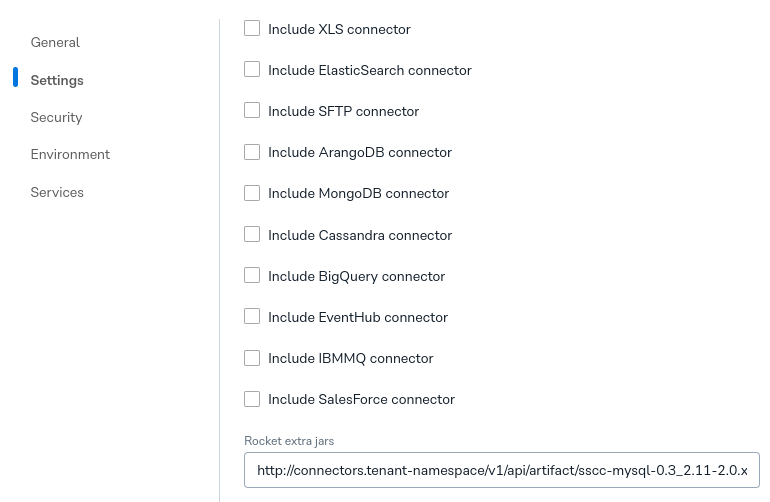 General
Settings
Security
Environment
Services
Include XLS connector
Include ElasticSearch connector
Include SFTP connector
Include ArangoDB connector
Include MongoDB connector
Include Cassandra connector
Include BigQuery connector
Include EventHub connector
Include IBMMQ connector
Include SalesForce connector
Rocket extra jars
http://connectors.tenant-namespace/v1/api/artifact/sscc-mysql-0.3_2.11-2.0.x